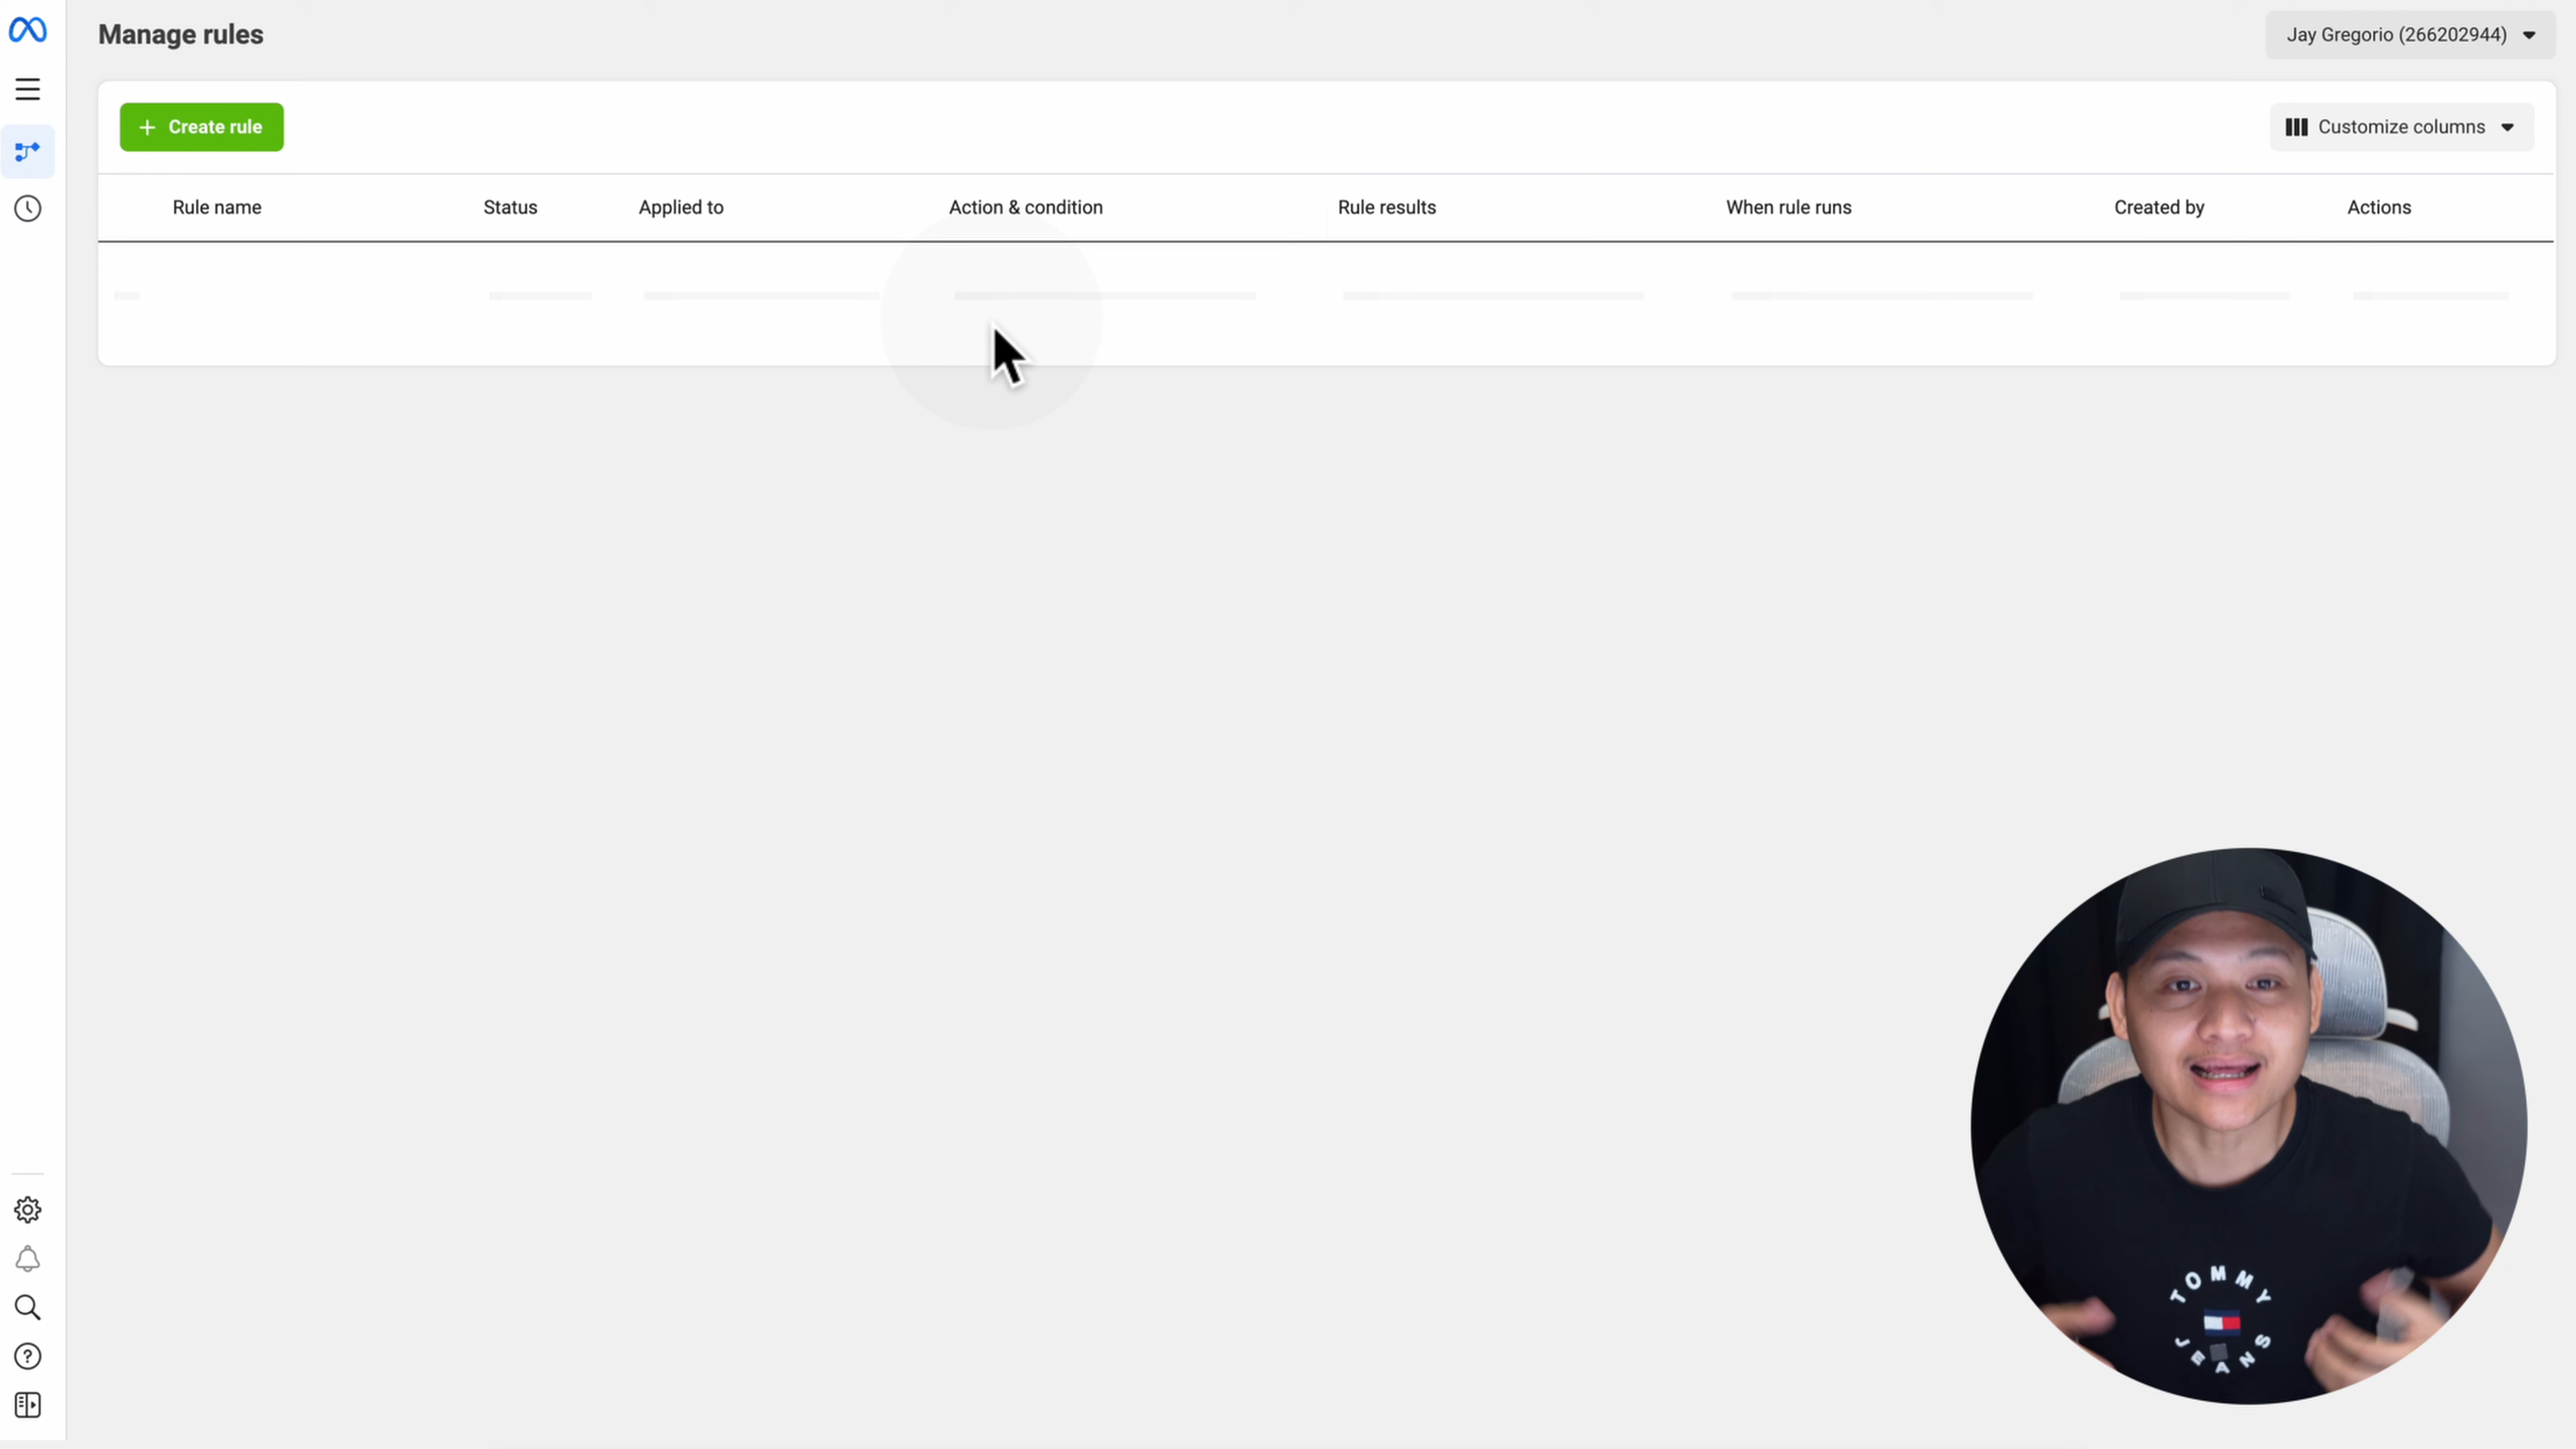 Manage rules
Jay Gregorio (266202944)
+ Create rule
Customize columns
Rule name Status Applied to Action & condition Rule results When rule runs Created by Actions
TOMMY
JEANS